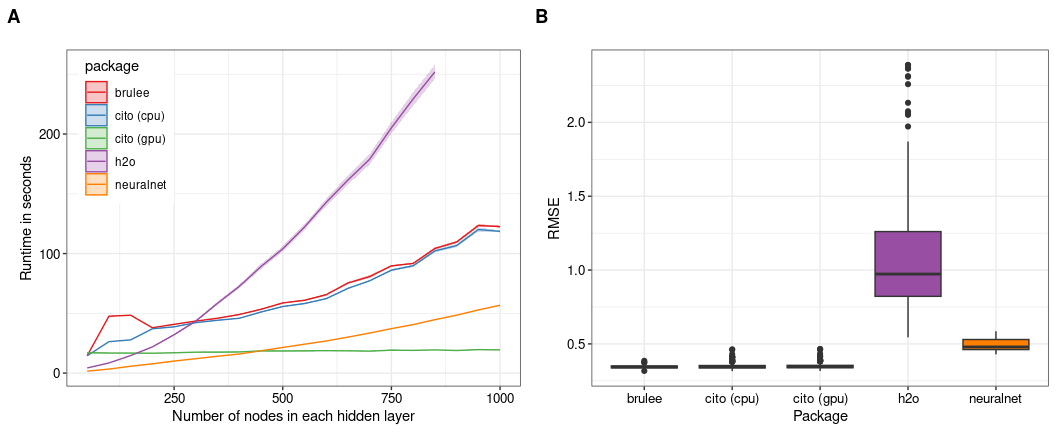 A
package
brulee
cito (cpu)
cito (gpu)
h2o
neuralnet
200
100
0
Runtime in seconds
250 500 750 1000
Number of nodes in each hidden layer
B
2.0
1.5
1.0
0.5
RMSE
brulee cito (cpu) cito (gpu) h2o neuralnet
Package